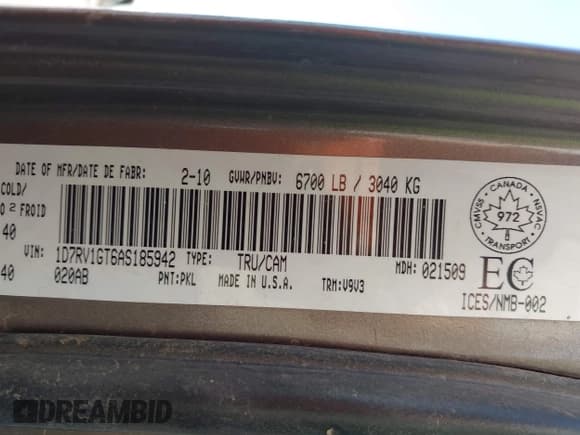 DATE OF MFR/DATE DE FABR: 2-10 GVWR/PNBV: 6700 LB / 3040 KG
COLD/
O 2 FROID
40
VIN: 1D7RV1GT6AS185942 TYPE: TRU/CAM MDH: 021509
40
020AB PNT:PKL MADE IN U.S.A. TRM:V9V3
CMVSS CANADA NSVAC
972
TRANSPORT
EC
ICES/NMB-002
DREAMBID